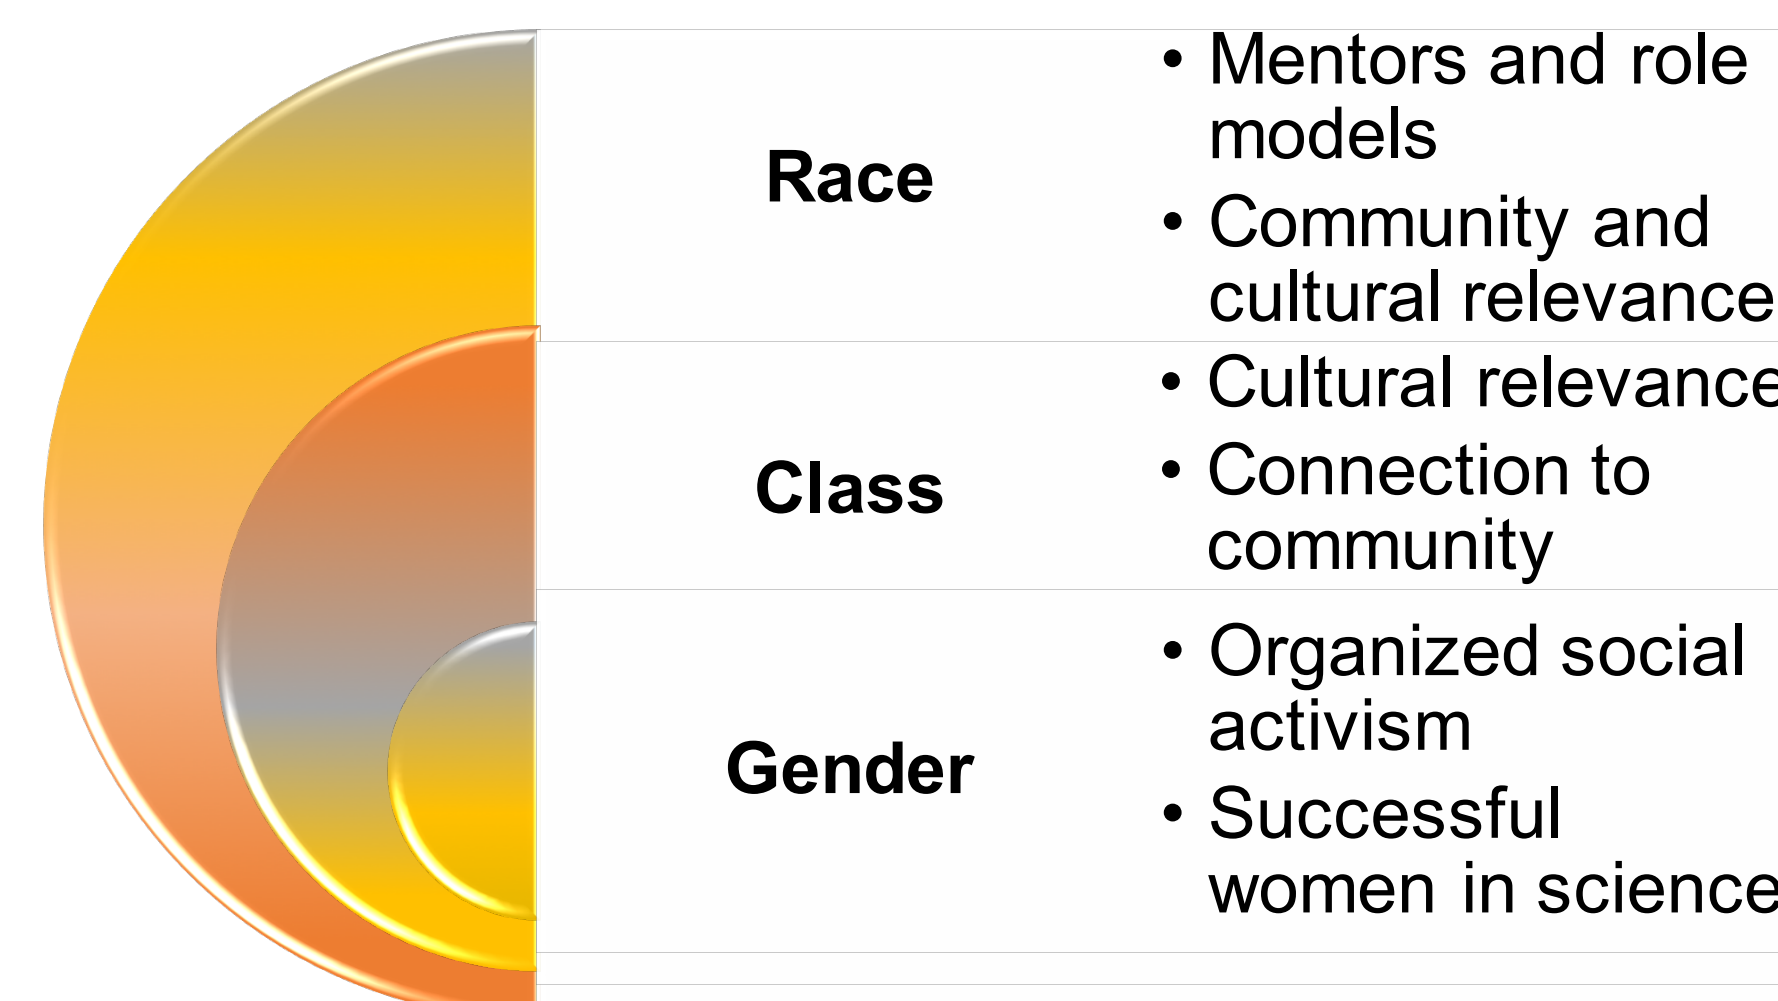 Race
• Mentors and role
models
• Community and
cultural relevance
Class
• Cultural relevance
• Connection to
community
Gender
• Organized social
activism
• Successful
women in science